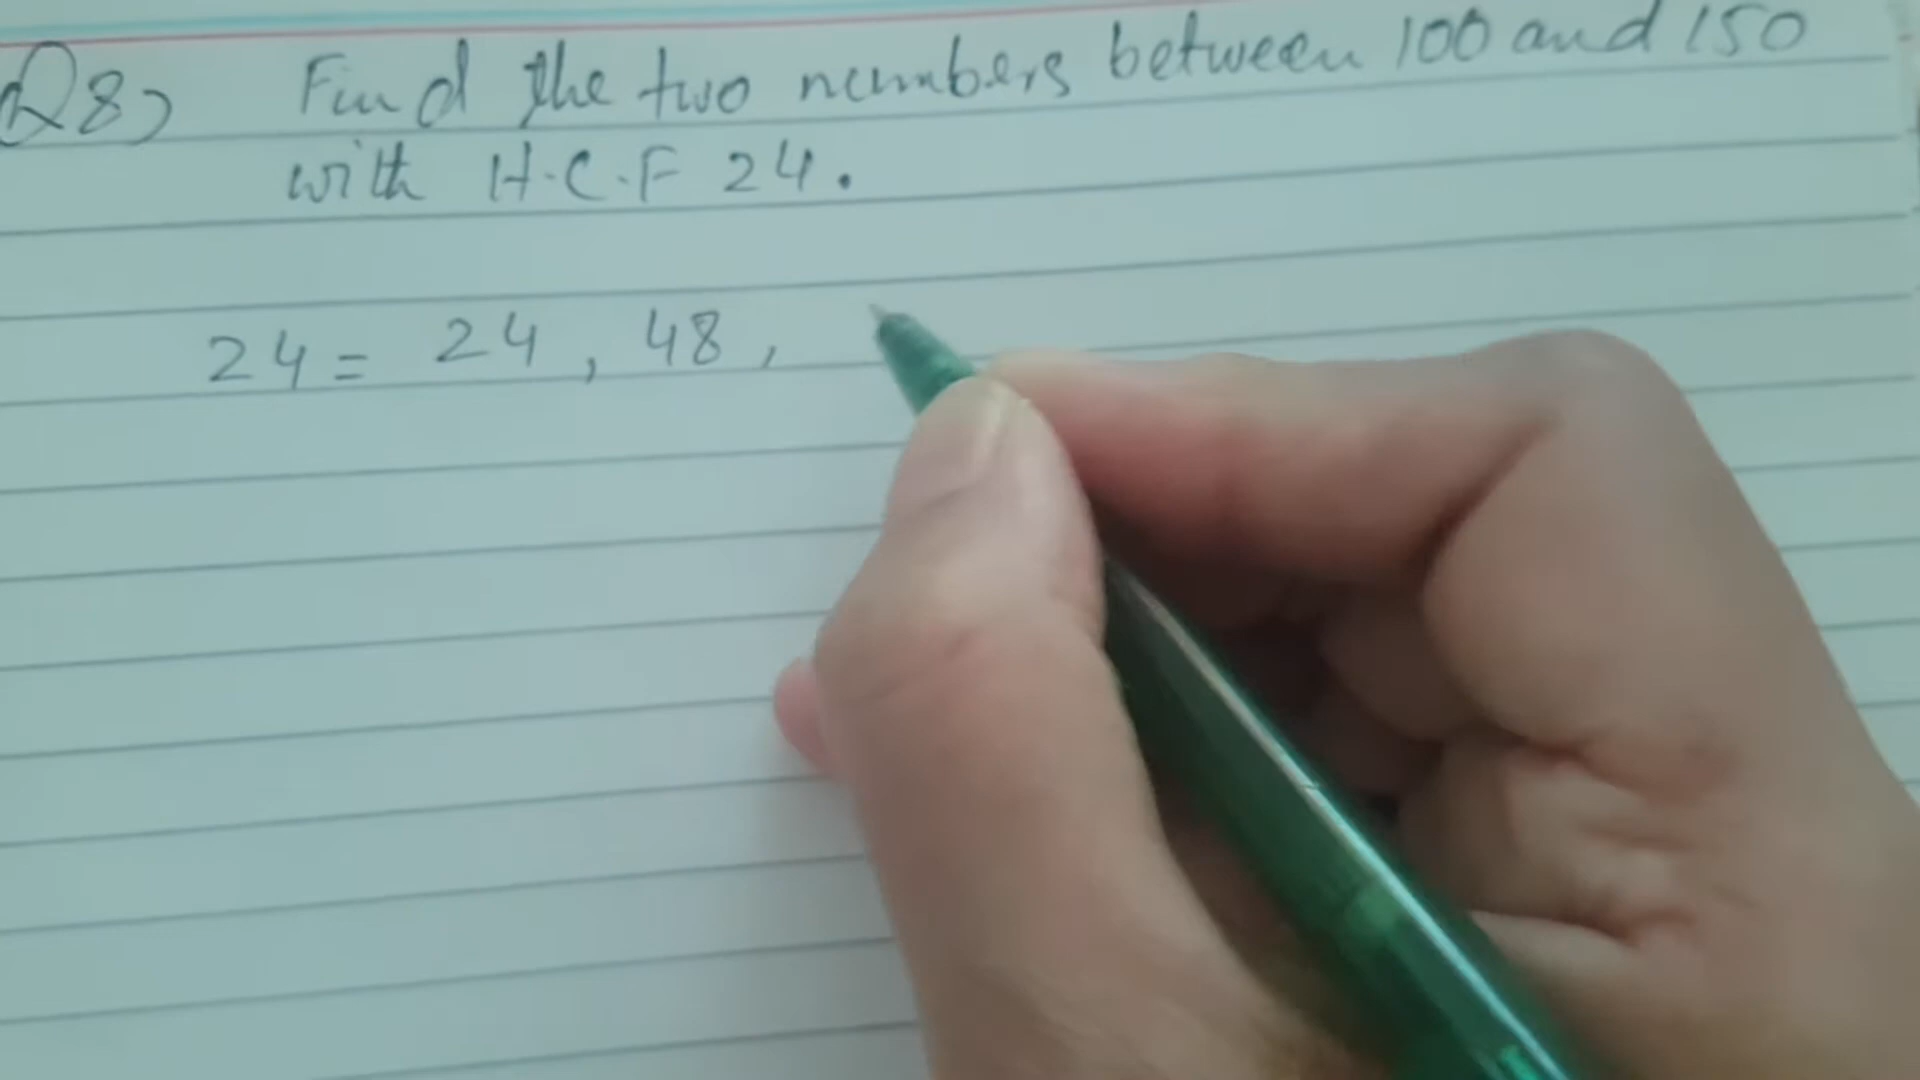 Q8) Find the two numbers between 100 and 150
with H.C.F 24.
24 = 24, 48,